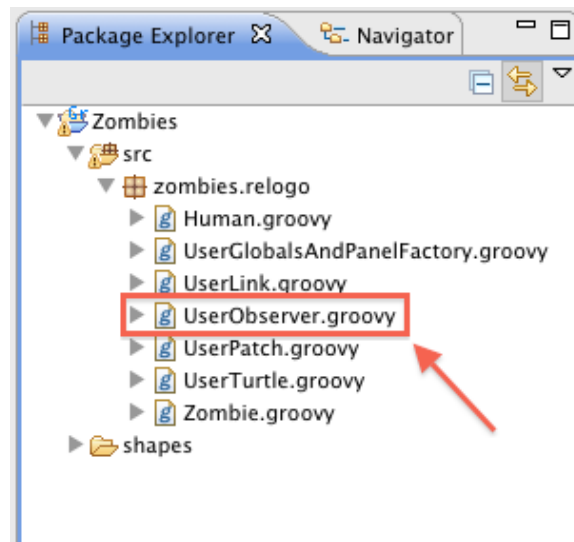 Package Explorer Navigator
Zombies
src
zombies.relogo
Human.groovy
UserGlobalsAndPanelFactory.groovy
UserLink.groovy
UserObserver.groovy
UserPatch.groovy
UserTurtle.groovy
Zombie.groovy
shapes